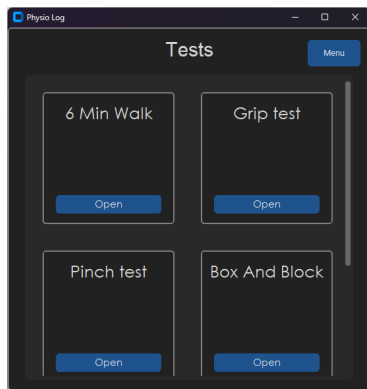 Physio Log
Tests
Menu
6 Min Walk
Grip test
Open
Open
Pinch test
Box And Block
Open
Open